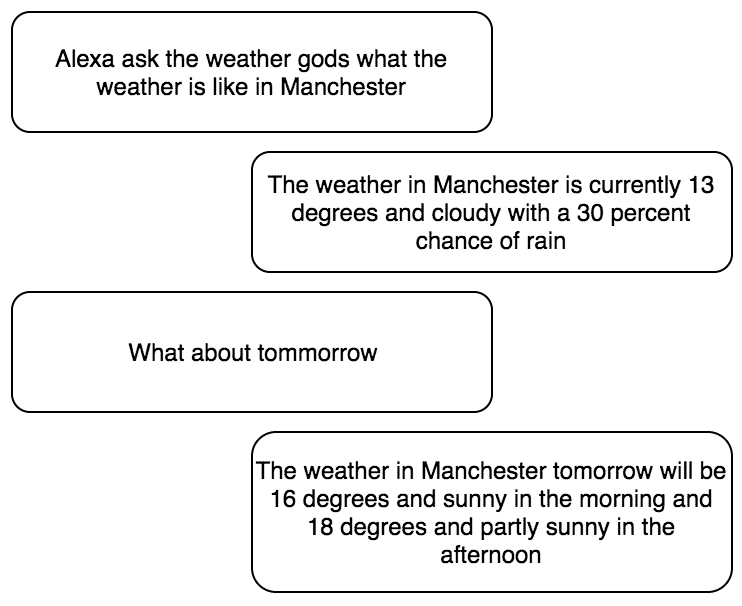 Alexa ask the weather gods what the
weather is like in Manchester
The weather in Manchester is currently 13
degrees and cloudy with a 30 percent
chance of rain
What about tommorrow
The weather in Manchester tomorrow will be
16 degrees and sunny in the morning and
18 degrees and partly sunny in the
afternoon